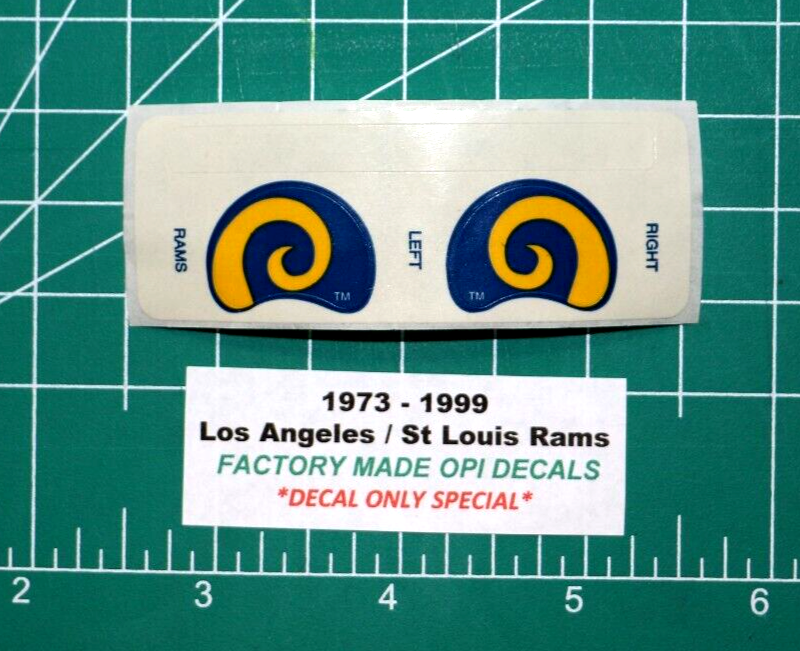 RAMS
LEFT
RIGHT
TM
TM
1973 - 1999
Los Angeles / St Louis Rams
FACTORY MADE OPI DECALS
*DECAL ONLY SPECIAL*
2 3 4 5 6